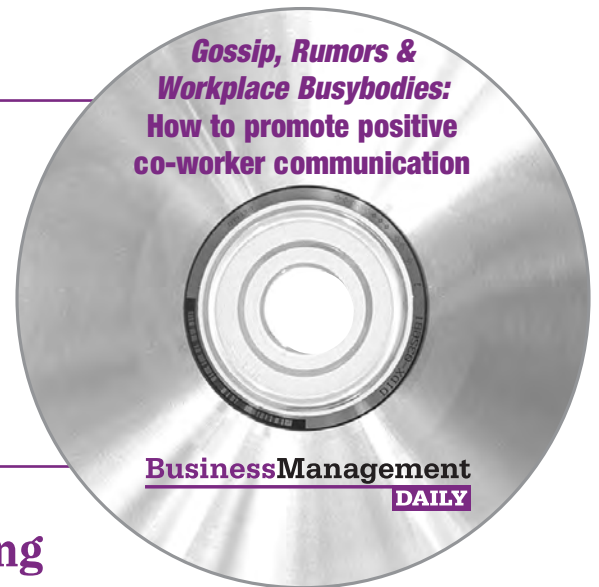 Gossip, Rumors &
Workplace Busybodies:
How to promote positive
co-worker communication
BusinessManagement
DAILY
ng